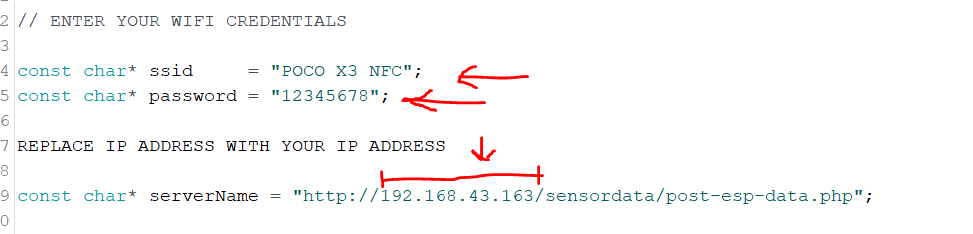 2 // ENTER YOUR WIFI CREDENTIALS
3
4 const char* ssid     = "POCO X3 NFC";
5 const char* password = "12345678";
6
7 REPLACE IP ADDRESS WITH YOUR IP ADDRESS
8
9 const char* serverName = "http://192.168.43.163/sensordata/post-esp-data.php";
0